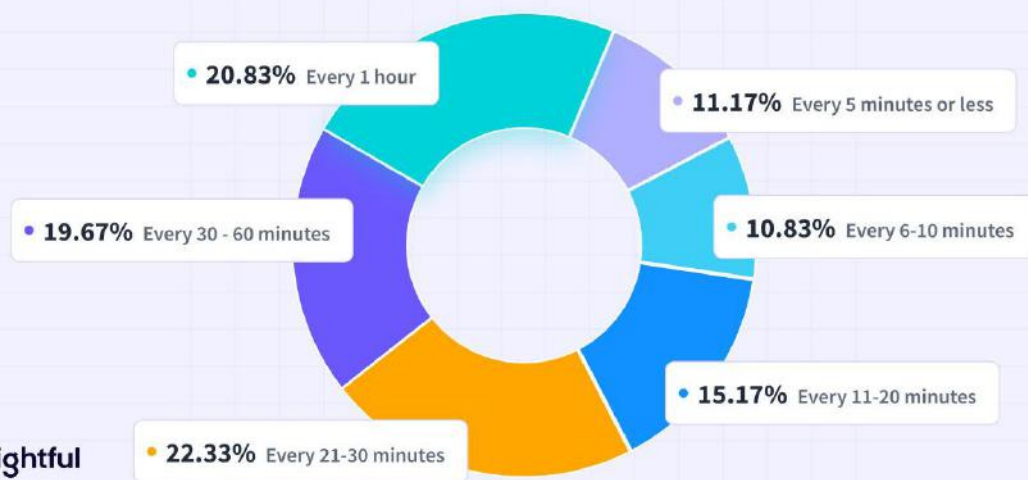 20.83% Every 1 hour
11.17% Every 5 minutes or less
19.67% Every 30 - 60 minutes
10.83% Every 6-10 minutes
15.17% Every 11-20 minutes
22.33% Every 21-30 minutes
ightful